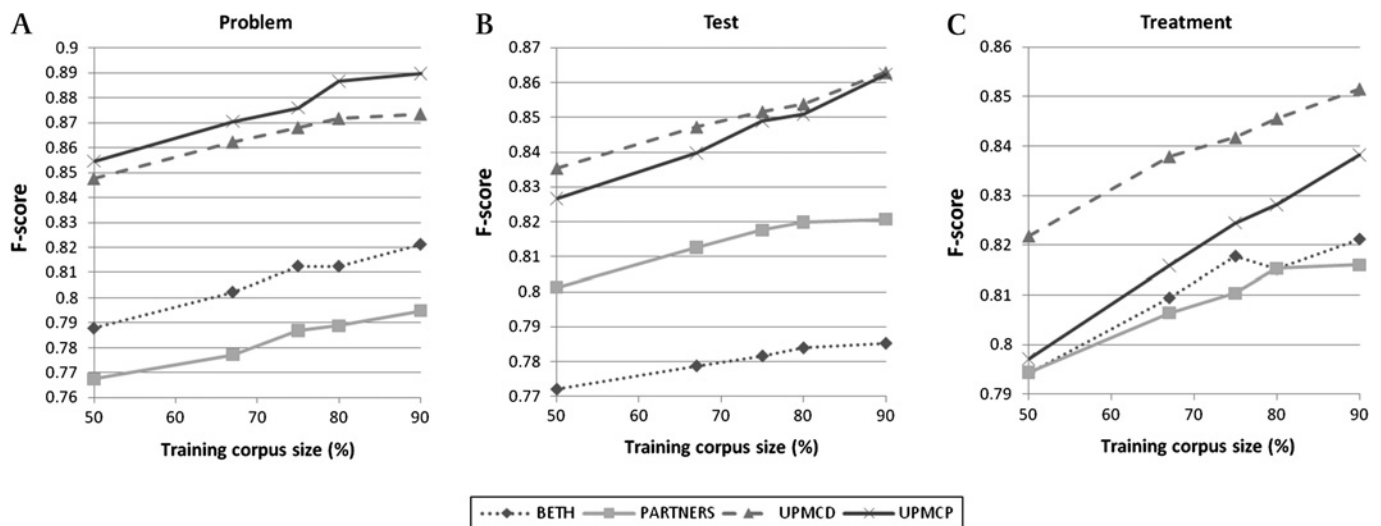 A
Problem
F-score
0.9
0.89
0.88
0.87
0.86
0.85
0.84
0.83
0.82
0.81
0.8
0.79
0.78
0.77
0.76
50 60 70 80 90
Training corpus size (%)
B
Test
F-score
0.87
0.86
0.85
0.84
0.83
0.82
0.81
0.8
0.79
0.78
0.77
50 60 70 80 90
Training corpus size (%)
C
Treatment
F-score
0.86
0.85
0.84
0.83
0.82
0.81
0.8
0.79
50 60 70 80 90
Training corpus size (%)
BETH PARTNERS UPMCD UPMCP